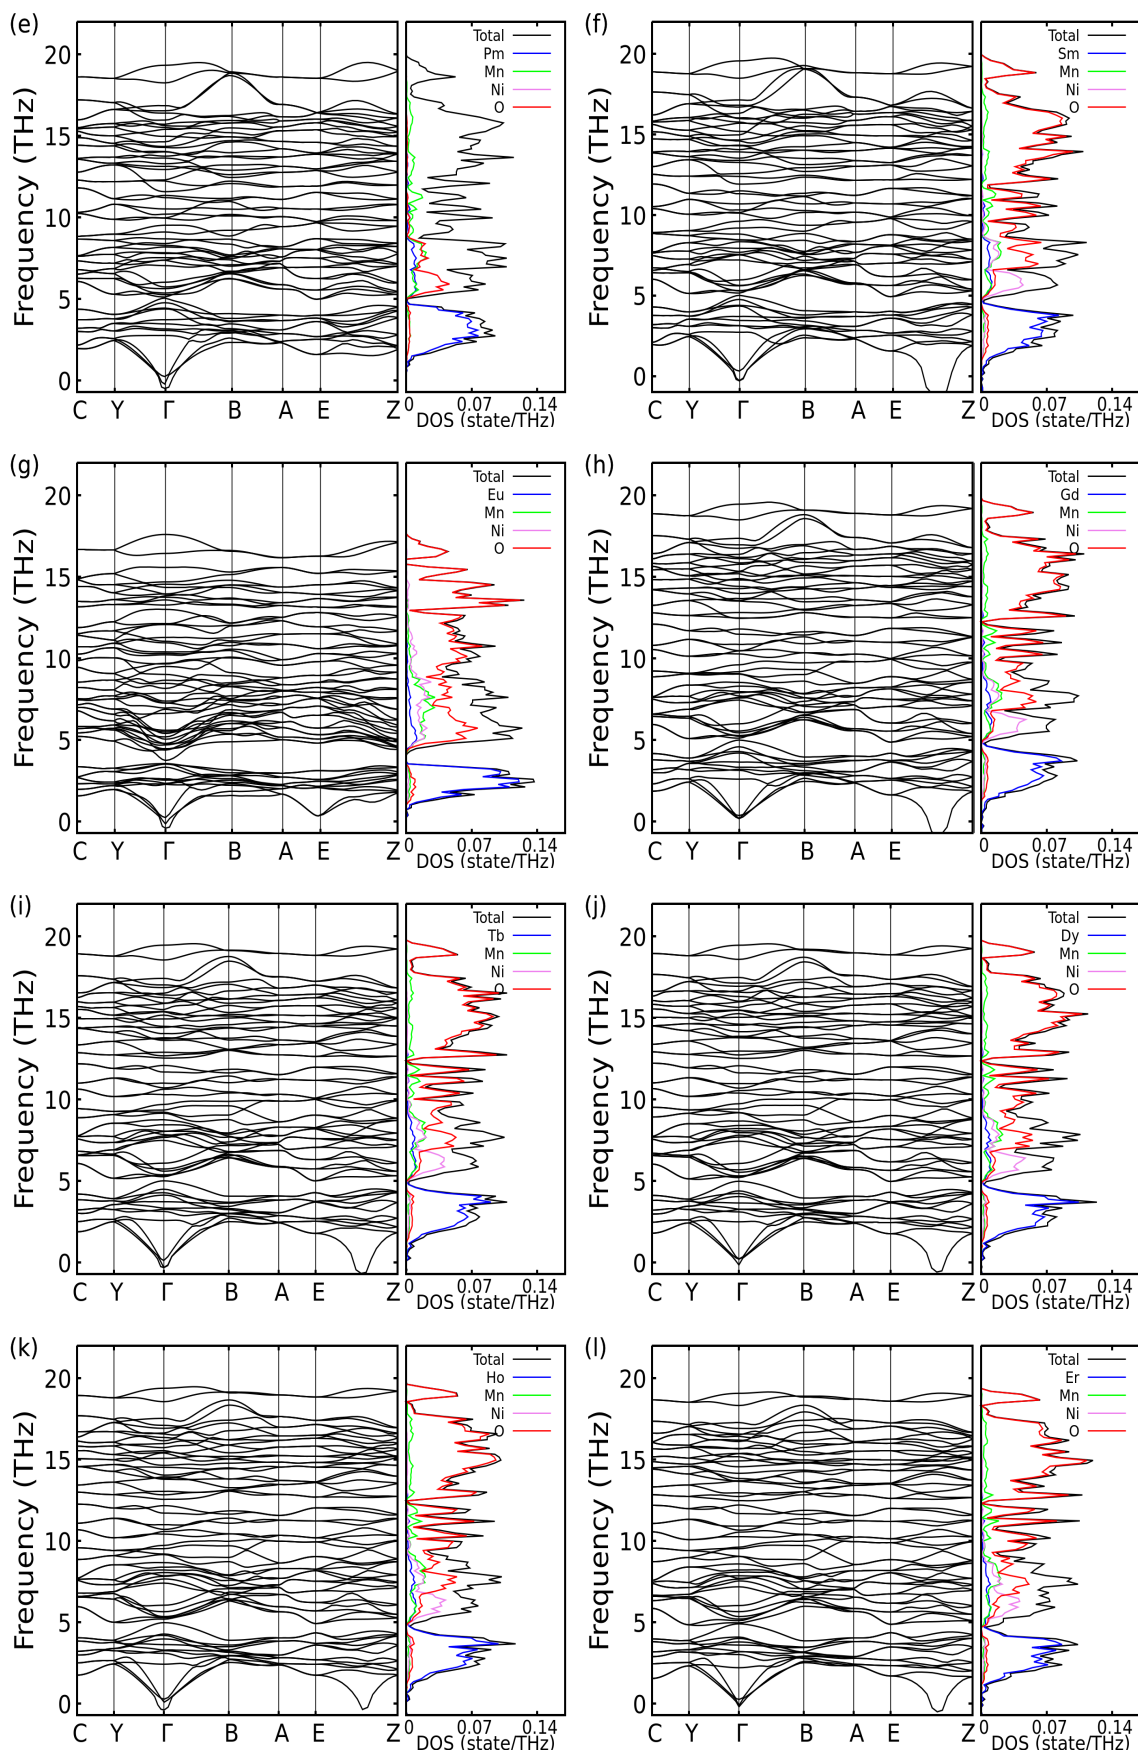 (e)
Frequency (THz)
20
15
10
5
0
C Y Γ B A E Z
Total
Pm
Mn
Ni
O
0 0.07 0.14
DOS (state/THz)
(f)
Frequency (THz)
20
15
10
5
0
C Y Γ B A E Z
Total
Sm
Mn
Ni
O
0 0.07 0.14
DOS (state/THz)
(g)
Frequency (THz)
20
15
10
5
0
C Y Γ B A E Z
Total
Eu
Mn
Ni
O
0 0.07 0.14
DOS (state/THz)
(h)
Frequency (THz)
20
15
10
5
0
C Y Γ B A E
Total
Gd
Mn
Ni
O
0 0.07 0.14
DOS (state/THz)
(i)
Frequency (THz)
20
15
10
5
0
C Y Γ B A E Z
Total
Tb
Mn
Ni
O
0 0.07 0.14
DOS (state/THz)
(j)
Frequency (THz)
20
15
10
5
0
C Y Γ B A E Z
Total
Dy
Mn
Ni
O
0 0.07 0.14
DOS (state/THz)
(k)
Frequency (THz)
20
15
10
5
0
C Y Γ B A E Z
Total
Ho
Mn
Ni
O
0 0.07 0.14
DOS (state/THz)
(l)
Frequency (THz)
20
15
10
5
0
C Y Γ B A E Z
Total
Er
Mn
Ni
O
0 0.07 0.14
DOS (state/THz)